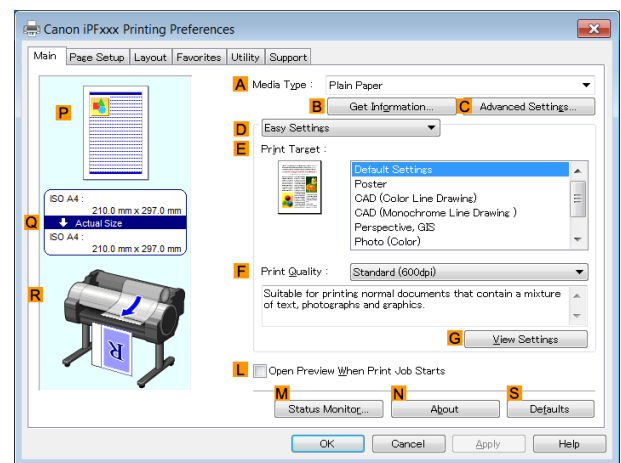 Canon iPFxxx Printing Preferences
Main Page Setup Layout Favorites Utility Support
A Media Type : Plain Paper
B Get Information... C Advanced Settings...
D Easy Settings
E Print Target :
Default Settings
Poster
CAD (Color Line Drawing)
CAD (Monochrome Line Drawing )
Perspective, GIS
Photo (Color)
P
ISO A4 :
210.0 mm x 297.0 mm
Q Actual Size
ISO A4 :
210.0 mm x 297.0 mm
R
F Print Quality : Standard (600dpi)
Suitable for printing normal documents that contain a mixture
of text, photographs and graphics.
G View Settings
L Open Preview When Print Job Starts
M Status Monitor... N About S Defaults
OK Cancel Apply Help